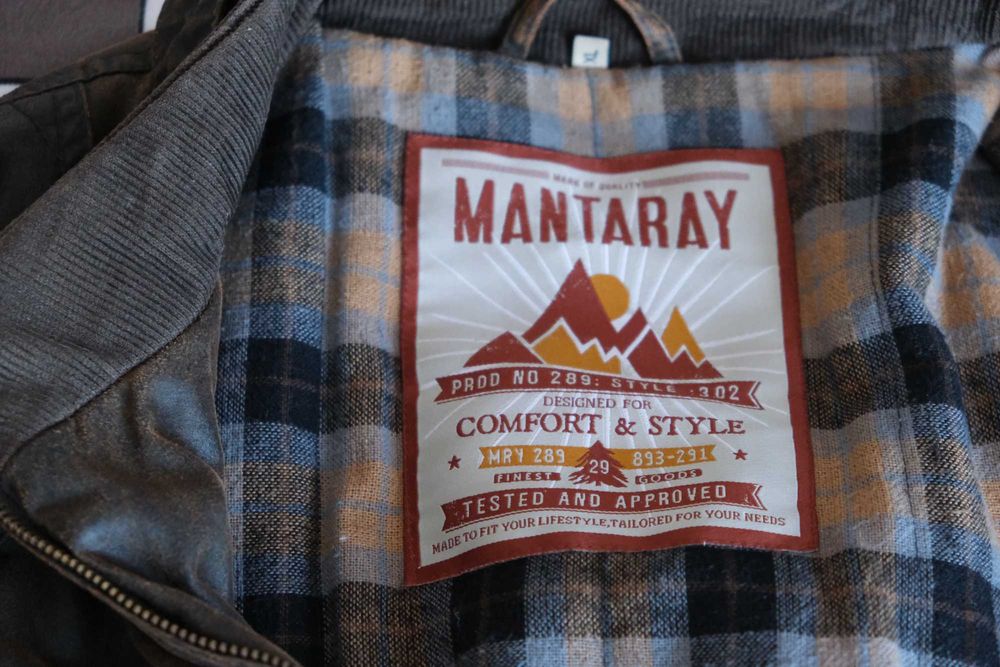 MARK OF QUALITY
MANTARAY
PROD NO 289: STYLE .302
DESIGNED FOR
COMFORT & STYLE
MRY 289 893-291
29
FINEST GOODS
TESTED AND APPROVED
MADE TO FIT YOUR LIFESTYLE,TAILORED FOR YOUR NEEDS